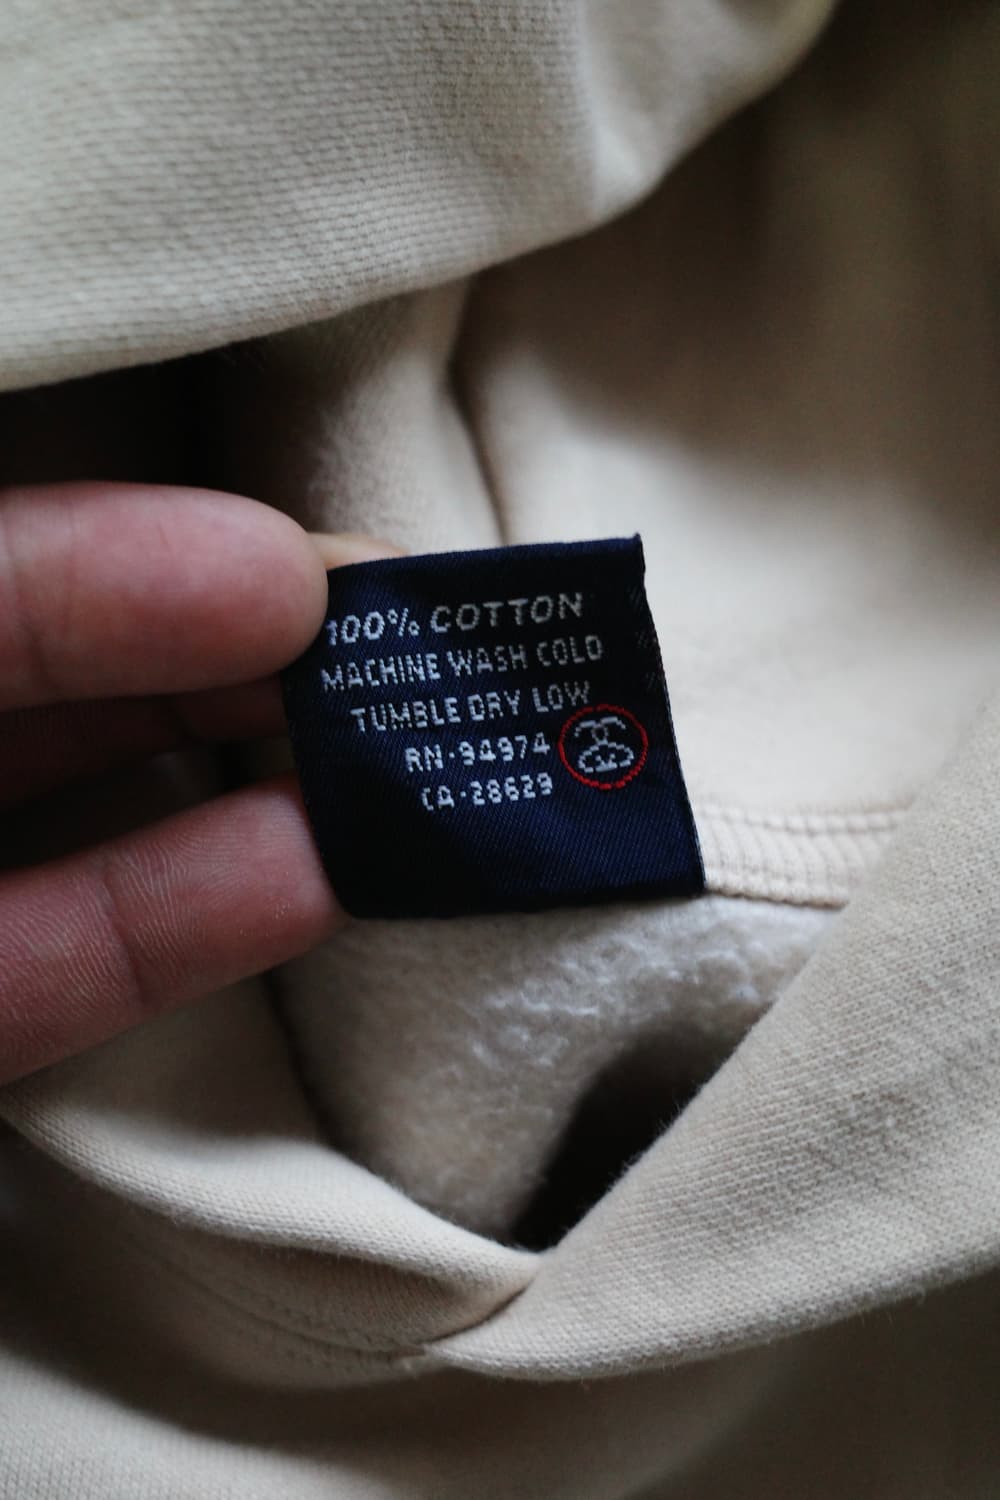 100% COTTON
MACHINE WASH COLD
TUMBLE DRY LOW
RN-94974
CA-28629